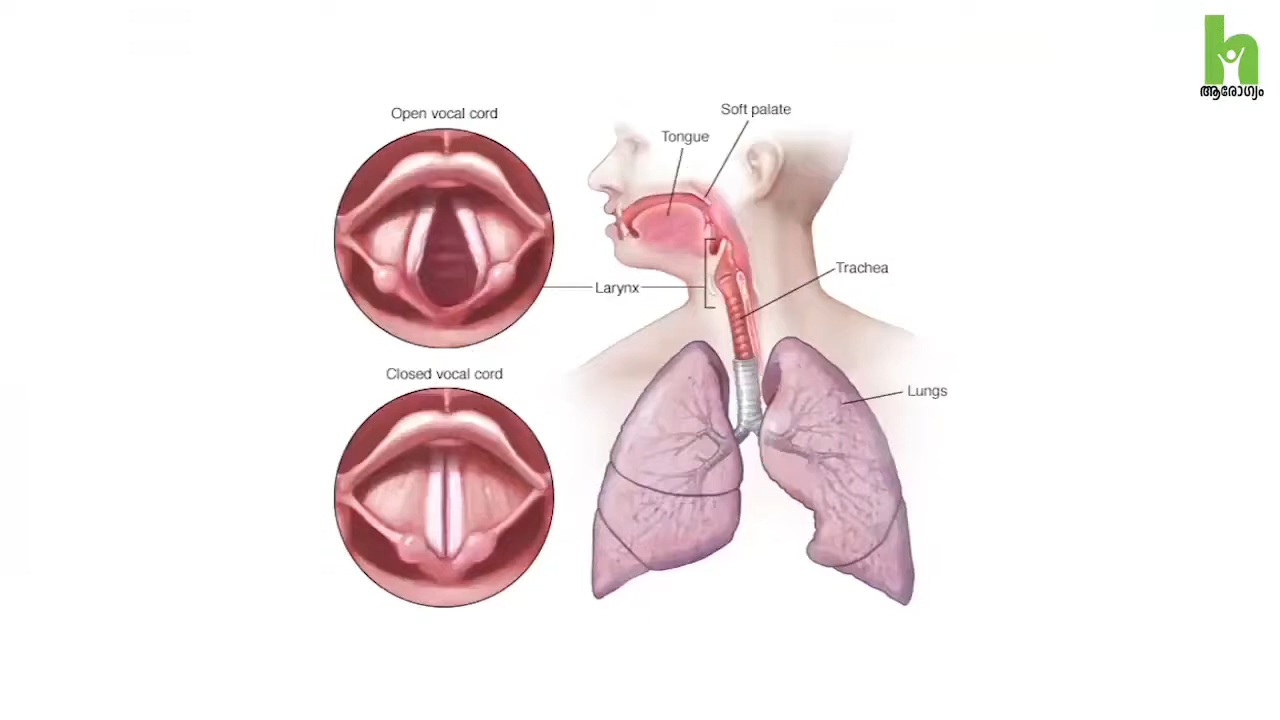 ആരോഗ്യം
Open vocal cord
Soft palate
Tongue
Trachea
Larynx
Closed vocal cord
Lungs